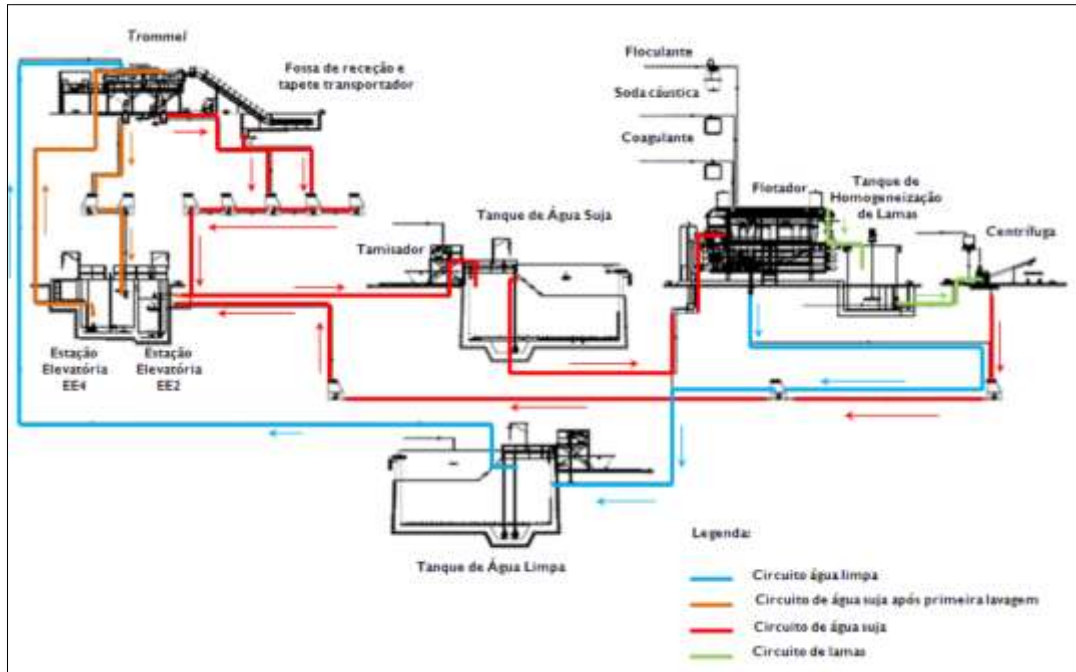 Trommel
Fossa de receção e
tapete transportador
Floculante
Soda cáustica
Coagulante
Flotador
Tanque de
Homogeneização
de Lamas
Centrífuga
Tanque de Água Suja
Tamisador
Estação
Elevatória
EE4
Estação
Elevatória
EE2
Tanque de Água Limpa
Legenda:
Circuito água limpa
Circuito de água suja após primeira lavagem
Circuito de água suja
Circuito de lamas